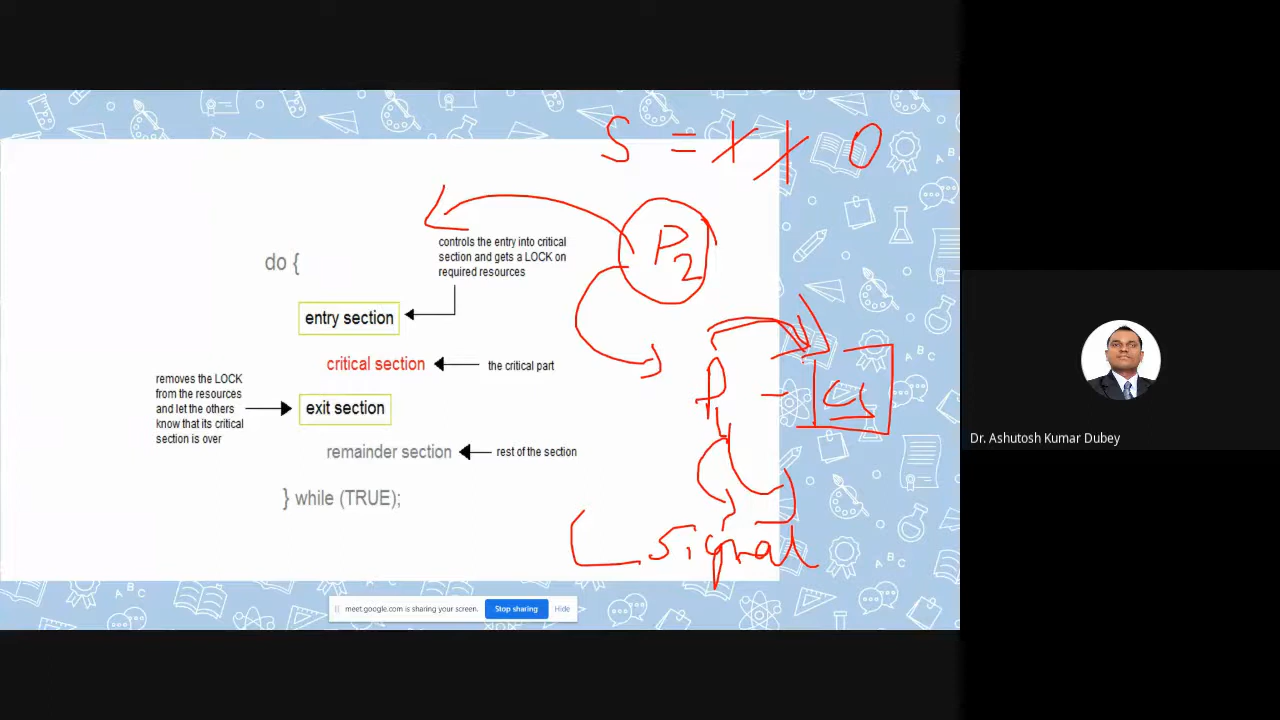 S = 1 1 0
P2
controls the entry into critical
section and gets a LOCK on
required resources
do {
entry section
critical section
the critical part
removes the LOCK
from the resources
and let the others
know that its critical
section is over
exit section
P1
CS
remainder section
rest of the section
} while (TRUE);
signal
meet.google.com is sharing your screen.
Stop sharing
Hide
Dr. Ashutosh Kumar Dubey